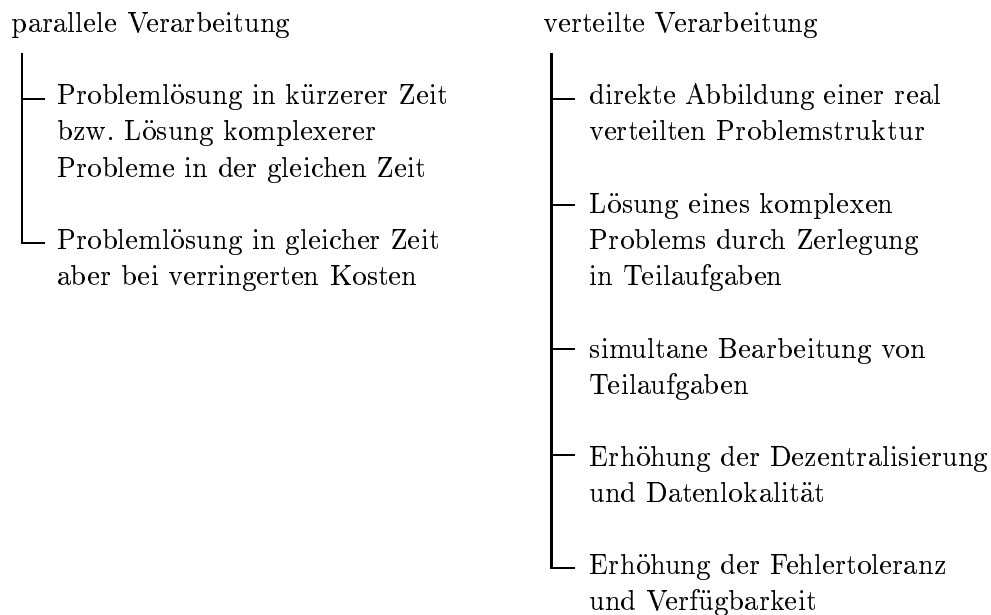 parallele Verarbeitung
Problemlösung in kürzerer Zeit
bzw. Lösung komplexerer
Probleme in der gleichen Zeit
Problemlösung in gleicher Zeit
aber bei verringerten Kosten
verteilte Verarbeitung
direkte Abbildung einer real
verteilten Problemstruktur
Lösung eines komplexen
Problems durch Zerlegung
in Teilaufgaben
simultane Bearbeitung von
Teilaufgaben
Erhöhung der Dezentralisierung
und Datenlokalität
Erhöhung der Fehlertoleranz
und Verfügbarkeit